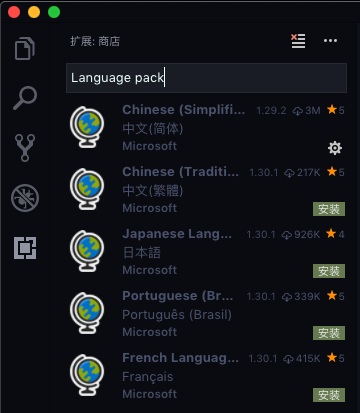 扩展: 商店
Language pack
Chinese (Simplifi... 1.29.2 3M 5
中文(简体)
Microsoft
Chinese (Traditi... 1.30.1 217K 5
中文(繁體)
Microsoft 安装
Japanese Lang... 1.30.1 926K 4
日本語
Microsoft 安装
Portuguese (Br... 1.30.1 339K 5
Português (Brasil)
Microsoft 安装
French Languag... 1.30.1 415K 5
Français
Microsoft 安装